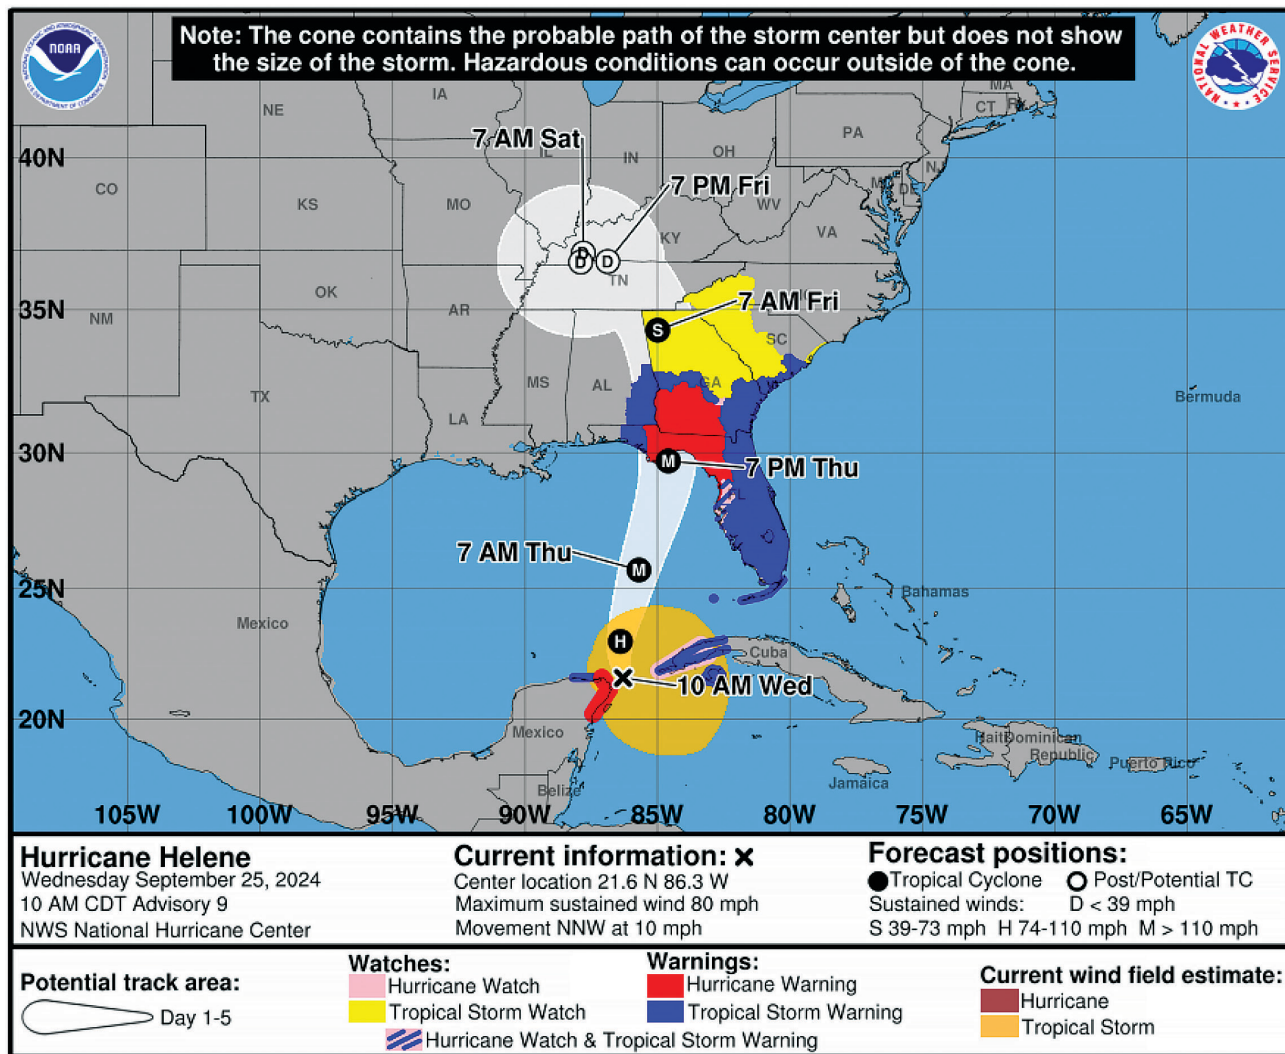 Note: The cone contains the probable path of the storm center but does not show
the size of the storm. Hazardous conditions can occur outside of the cone.
NOAA
NATIONAL OCEANIC AND ATMOSPHERIC ADMINISTRATION
U.S. DEPARTMENT OF COMMERCE
NATIONAL WEATHER SERVICE
IA
NE
MA
CT
PA
7 AM Sat
IL
IN
OH
NJ
40N
7 PM Fri
DE
CO
KS
MO
WV
KY
VA
D
D
D
TN
OK
7 AM Fri
35N
NM
AR
S
SC
MS
AL
GA
TX
Bermuda
LA
30N
M
7 PM Thu
7 AM Thu
M
25N
Bahamas
Mexico
H
Cuba
10 AM Wed
20N
Mexico
Haiti
Dominican
Republic
Puerto Rico
Jamaica
Belize
105W 100W 95W 90W 85W 80W 75W 70W 65W
Hurricane Helene
Wednesday September 25, 2024
10 AM CDT Advisory 9
NWS National Hurricane Center
Current information: ×
Center location 21.6 N 86.3 W
Maximum sustained wind 80 mph
Movement NNW at 10 mph
Forecast positions:
Tropical Cyclone Post/Potential TC
Sustained winds: D < 39 mph
S 39-73 mph H 74-110 mph M > 110 mph
Potential track area:
Day 1-5
Watches:
Hurricane Watch
Tropical Storm Watch
Hurricane Watch & Tropical Storm Warning
Warnings:
Hurricane Warning
Tropical Storm Warning
Current wind field estimate:
Hurricane
Tropical Storm